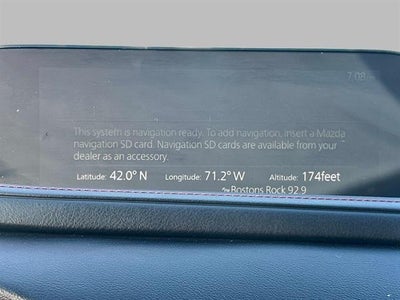 7:08
This system is navigation ready. To add navigation, insert a Mazda
navigation SD card. Navigation SD cards are available from your
dealer as an accessory.
Latitude: 42.0° N Longitude: 71.2° W Altitude: 174feet
Bostons Rock 92.9